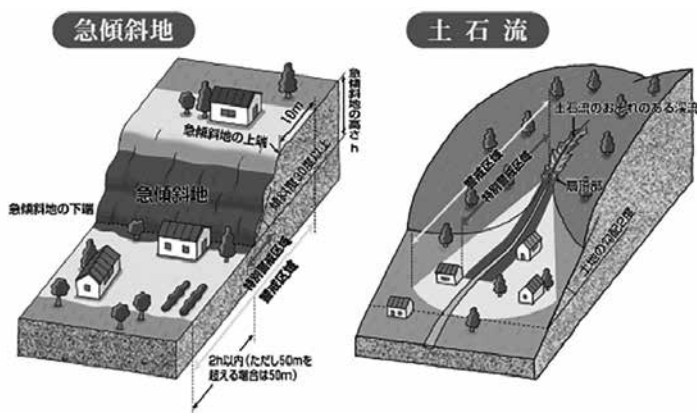 急傾斜地
急傾斜地の高さh
10m
急傾斜地の上端
傾斜度30度以上
急傾斜地
急傾斜地の下端
特別警戒区域
警戒区域
2h以内(ただし50mを
超える場合は50m)
土石流
土石流のおそれのある渓流
警戒区域
特別警戒区域
扇頂部
土地の勾配2度